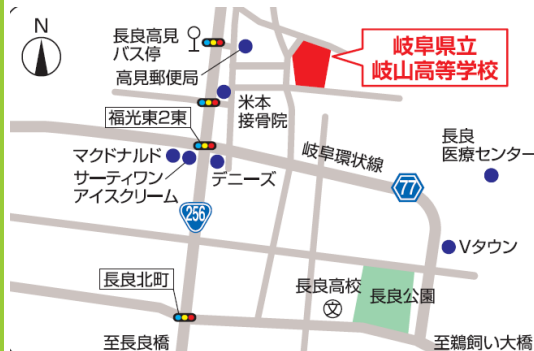 N
長良高見
バス停
高見郵便局
岐阜県立
岐山高等学校
米本
接骨院
福光東2東
マクドナルド
サーティワン
アイスクリーム
デニーズ
岐阜環状線
77
長良
医療センター
256
Vタウン
長良北町
長良高校
文
長良公園
至長良橋
至鵜飼い大橋